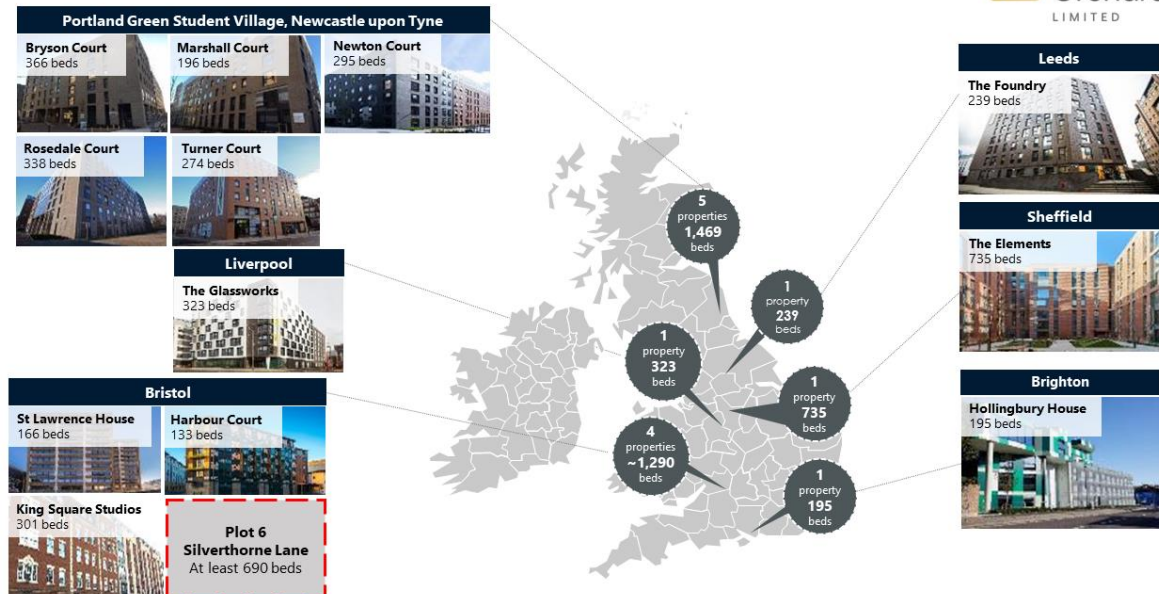 LIMITED
Portland Green Student Village, Newcastle upon Tyne
Bryson Court
366 beds
Marshall Court
196 beds
Newton Court
295 beds
Rosedale Court
338 beds
Turner Court
274 beds
Liverpool
The Glassworks
323 beds
Bristol
St Lawrence House
166 beds
Harbour Court
133 beds
King Square Studios
301 beds
Plot 6
Silverthorne Lane
At least 690 beds
5
properties
1,469
beds
1
property
239
beds
1
property
323
beds
1
property
735
beds
4
properties
~1,290
beds
1
property
195
beds
Leeds
The Foundry
239 beds
Sheffield
The Elements
735 beds
Brighton
Hollingbury House
195 beds